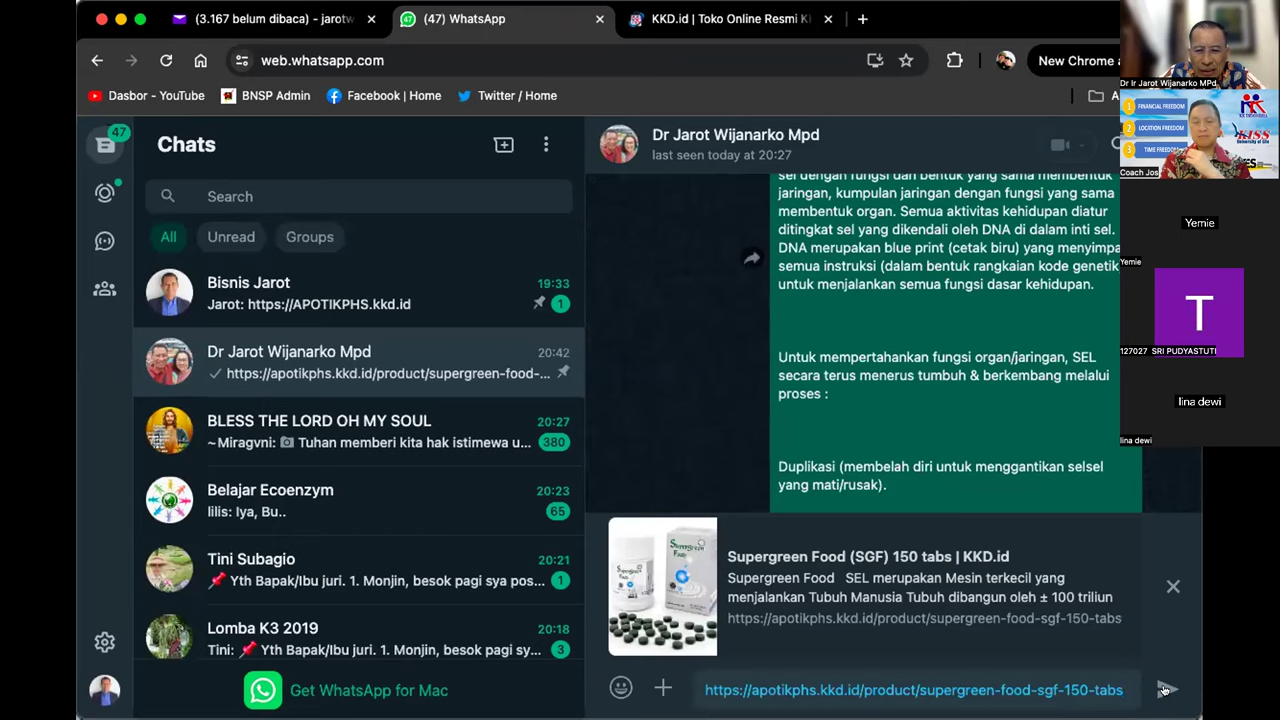 (3.167 belum dibaca) - jarotw
(47) WhatsApp
KKD.id | Toko Online Resmi K
web.whatsapp.com
New Chrome a
Dasbor - YouTube
BNSP Admin
Facebook | Home
Twitter / Home
Dr Ir Jarot Wijanarko MPd
1 FINANCIAL FREEDOM
2 LOCATION FREEDOM
3 TIME FREEDOM
Coach Jos
Yemie
Yemie
T
127027 SRI PUDYASTUTI
lina dewi
lina dewi
47
Chats
Search
All
Unread
Groups
Bisnis Jarot
19:33
Jarot: https://APOTIKPHS.kkd.id
1
Dr Jarot Wijanarko Mpd
20:42
https://apotikphs.kkd.id/product/supergreen-food-...
BLESS THE LORD OH MY SOUL
20:27
~Miragvni: Tuhan memberi kita hak istimewa u...
380
Belajar Ecoenzym
20:23
lilis: Iya, Bu..
65
Tini Subagio
20:21
📌 Yth Bapak/Ibu juri. 1. Monjin, besok pagi sya pos...
1
Lomba K3 2019
20:18
Tini: 📌 Yth Bapak/Ibu juri. 1. Monjin, besok pagi sy...
3
Get WhatsApp for Mac
Dr Jarot Wijanarko Mpd
last seen today at 20:27
sel dengan fungsi dan bentuk yang sama membentuk
jaringan, kumpulan jaringan dengan fungsi yang sama
membentuk organ. Semua aktivitas kehidupan diatur
ditingkat sel yang dikendali oleh DNA di dalam inti sel.
DNA merupakan blue print (cetak biru) yang menyimpa
semua instruksi (dalam bentuk rangkaian kode genetik
untuk menjalankan semua fungsi dasar kehidupan.
Untuk mempertahankan fungsi organ/jaringan, SEL
secara terus menerus tumbuh & berkembang melalui
proses :
Duplikasi (membelah diri untuk menggantikan selsel
yang mati/rusak).
Supergreen Food
Supergreen Food
Supergreen Food (SGF) 150 tabs | KKD.id
Supergreen Food SEL merupakan Mesin terkecil yang
menjalankan Tubuh Manusia Tubuh dibangun oleh ± 100 triliun
https://apotikphs.kkd.id/product/supergreen-food-sgf-150-tabs
https://apotikphs.kkd.id/product/supergreen-food-sgf-150-tabs